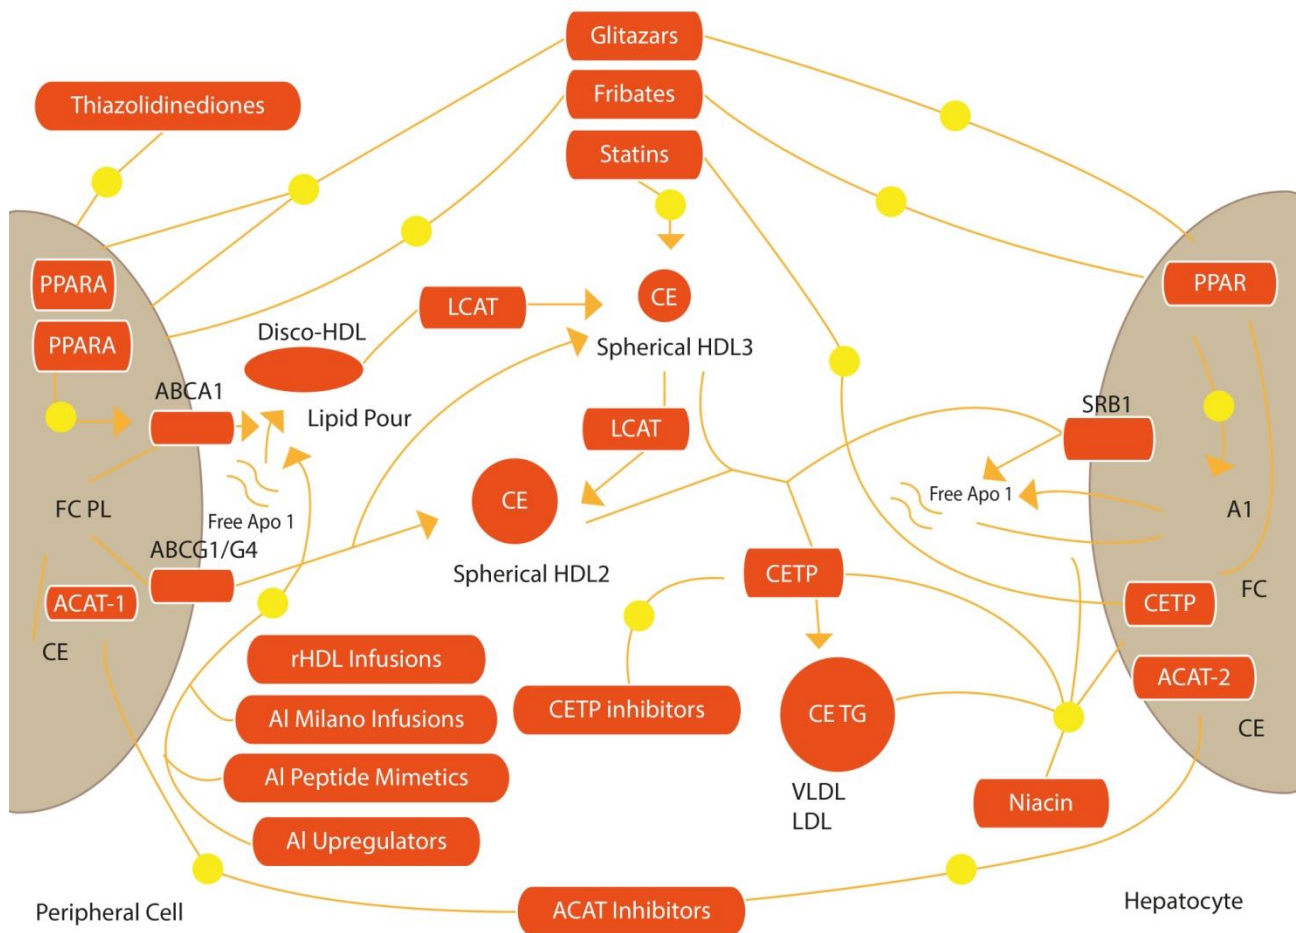 Glitazars
Fribates
Statins
Thiazolidinediones
PPARA
PPARA
ABCA1
Disco-HDL
Lipid Pour
LCAT
CE
Spherical HDL3
LCAT
CE
Spherical HDL2
Free Apo 1
FC PL
ABCG1/G4
ACAT-1
CE
PPAR
SRB1
Free Apo 1
A1
FC
CETP
CETP
ACAT-2
CE
rHDL Infusions
Al Milano Infusions
Al Peptide Mimetics
Al Upregulators
CETP inhibitors
CE TG
VLDL
LDL
Niacin
ACAT Inhibitors
Peripheral Cell
Hepatocyte